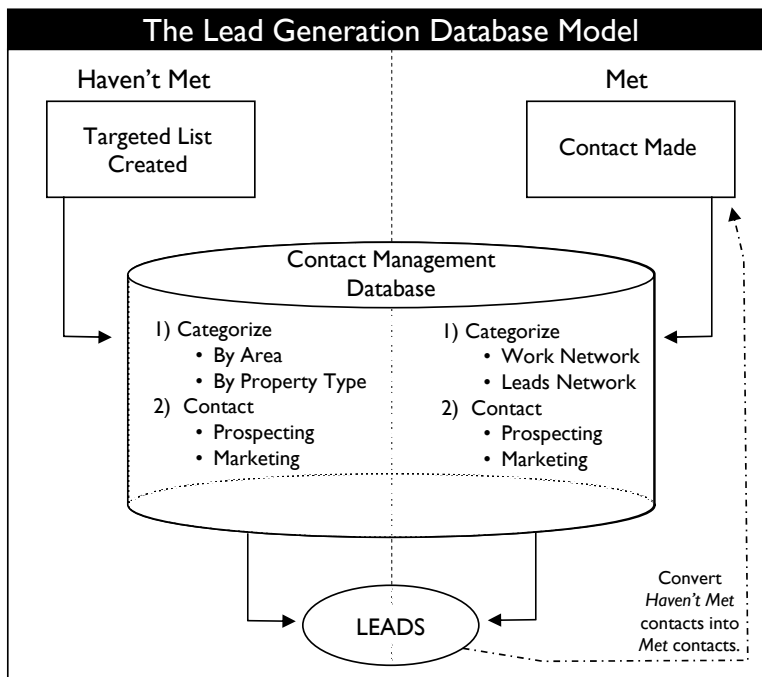 The Lead Generation Database Model
Haven't Met
Met
Targeted List
Created
Contact Made
Contact Management
Database
1) Categorize
• By Area
• By Property Type
2) Contact
• Prospecting
• Marketing
1) Categorize
• Work Network
• Leads Network
2) Contact
• Prospecting
• Marketing
LEADS
Convert
Haven't Met
contacts into
Met contacts.